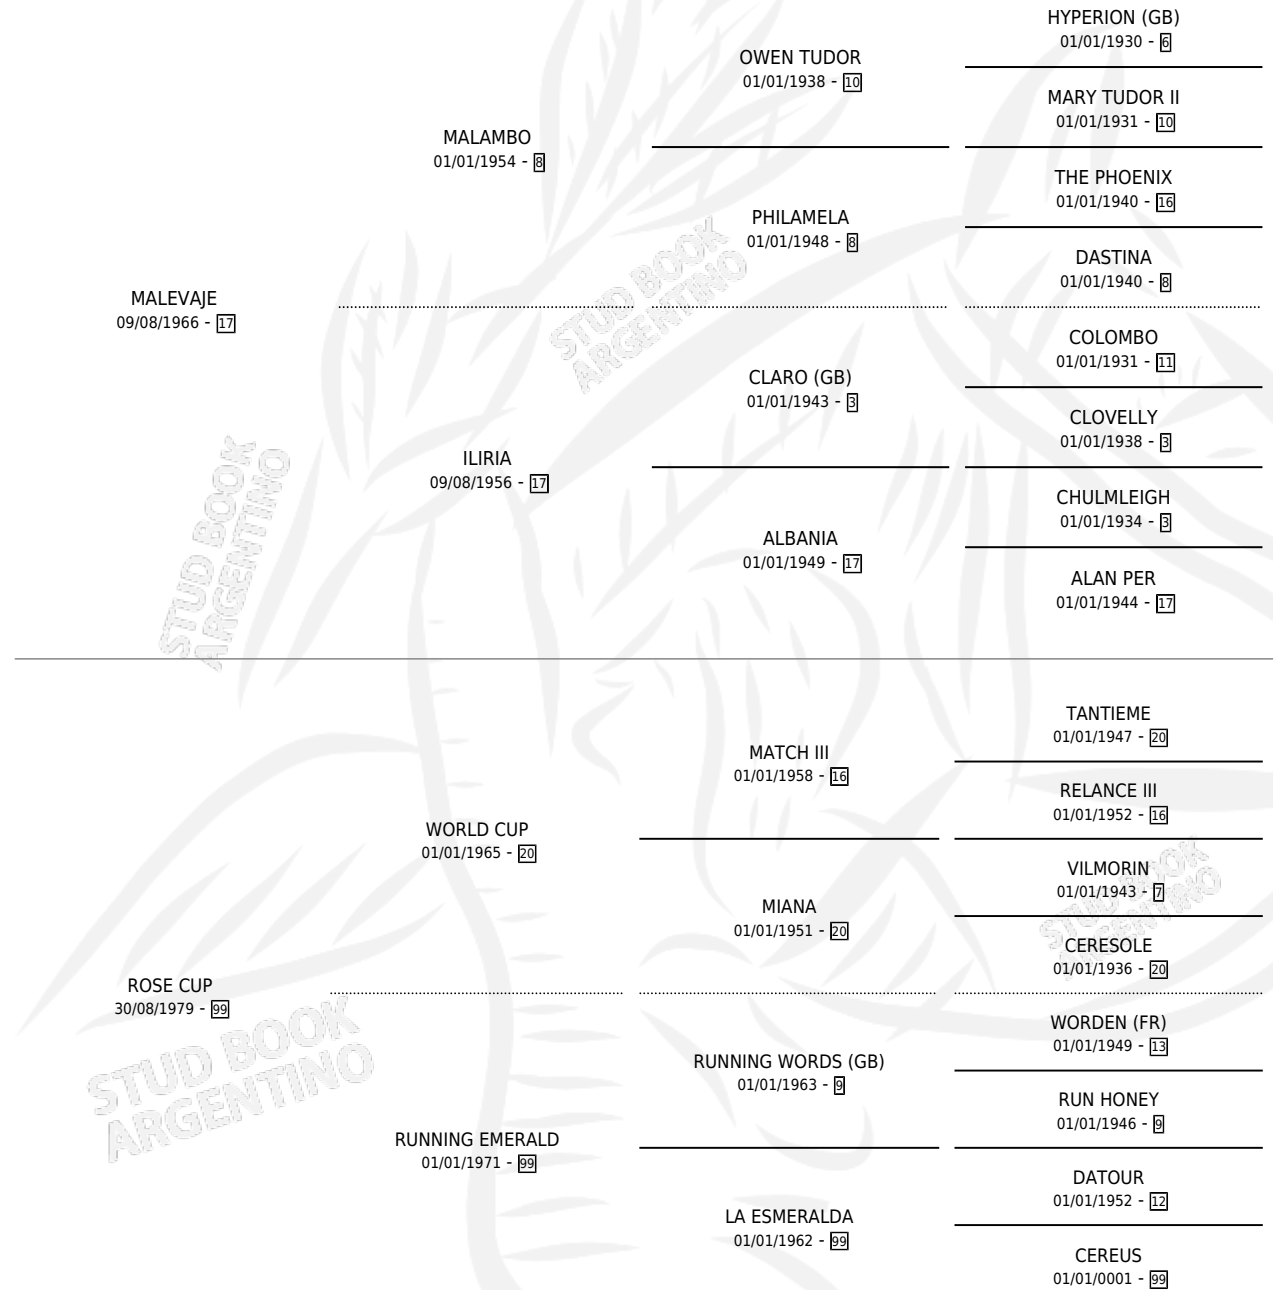 HYPERION (GB)
01/01/1930 - 6
OWEN TUDOR
01/01/1938 - 10
MARY TUDOR II
01/01/1931 - 10
MALAMBO
01/01/1954 - 8
THE PHOENIX
01/01/1940 - 16
PHILAMELA
01/01/1948 - 8
DASTINA
01/01/1940 - 8
MALEVAJE
09/08/1966 - 17
COLOMBO
01/01/1931 - 11
CLARO (GB)
01/01/1943 - 3
CLOVELLY
01/01/1938 - 3
ILIRIA
09/08/1956 - 17
CHULMLEIGH
01/01/1934 - 3
ALBANIA
01/01/1949 - 17
ALAN PER
01/01/1944 - 17
STUD BOOK
ARGENTINO
STUD BOOK
ARGENTINO
TANTIEME
01/01/1947 - 20
MATCH III
01/01/1958 - 16
RELANCE III
01/01/1952 - 16
WORLD CUP
01/01/1965 - 20
VILMORIN
01/01/1943 - 7
MIANA
01/01/1951 - 20
CERESOLE
01/01/1936 - 20
ROSE CUP
30/08/1979 - 99
WORDEN (FR)
01/01/1949 - 13
RUNNING WORDS (GB)
01/01/1963 - 9
RUN HONEY
01/01/1946 - 9
RUNNING EMERALD
01/01/1971 - 99
DATOUR
01/01/1952 - 12
LA ESMERALDA
01/01/1962 - 99
CEREUS
01/01/0001 - 99
STUD BOOK
ARGENTINO
STUD BOOK
ARGENTINO